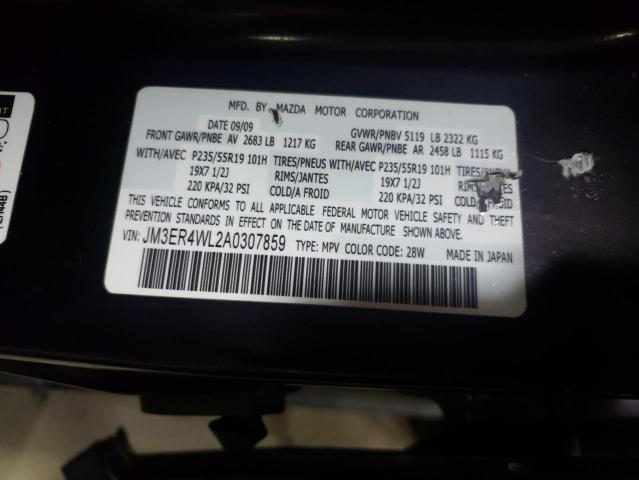 MFD. BY MAZDA MOTOR CORPORATION
DATE 09/09 GVWR/PNBV 5119 LB 2322 KG
FRONT GAWR/PNBE AV 2683 LB 1217 KG REAR GAWR/PNBE AR 2458 LB 1115 KG
WITH/AVEC P235/55R19 101H TIRES/PNEUS WITH/AVEC P235/55R19 101H
19X7 1/2J RIMS/JANTES 19X7 1/2J RIMS/JANTES
220 KPA/32 PSI COLD/A FROID 220 KPA/32 PSI COLD/A
THIS VEHICLE CONFORMS TO ALL APPLICABLE FEDERAL MOTOR VEHICLE SAFETY AND THEFT
PREVENTION STANDARDS IN EFFECT ON THE DATE OF MANUFACTURE SHOWN ABOVE.
VIN: JM3ER4WL2A0307859 TYPE: MPV COLOR CODE: 28W MADE IN JAPAN